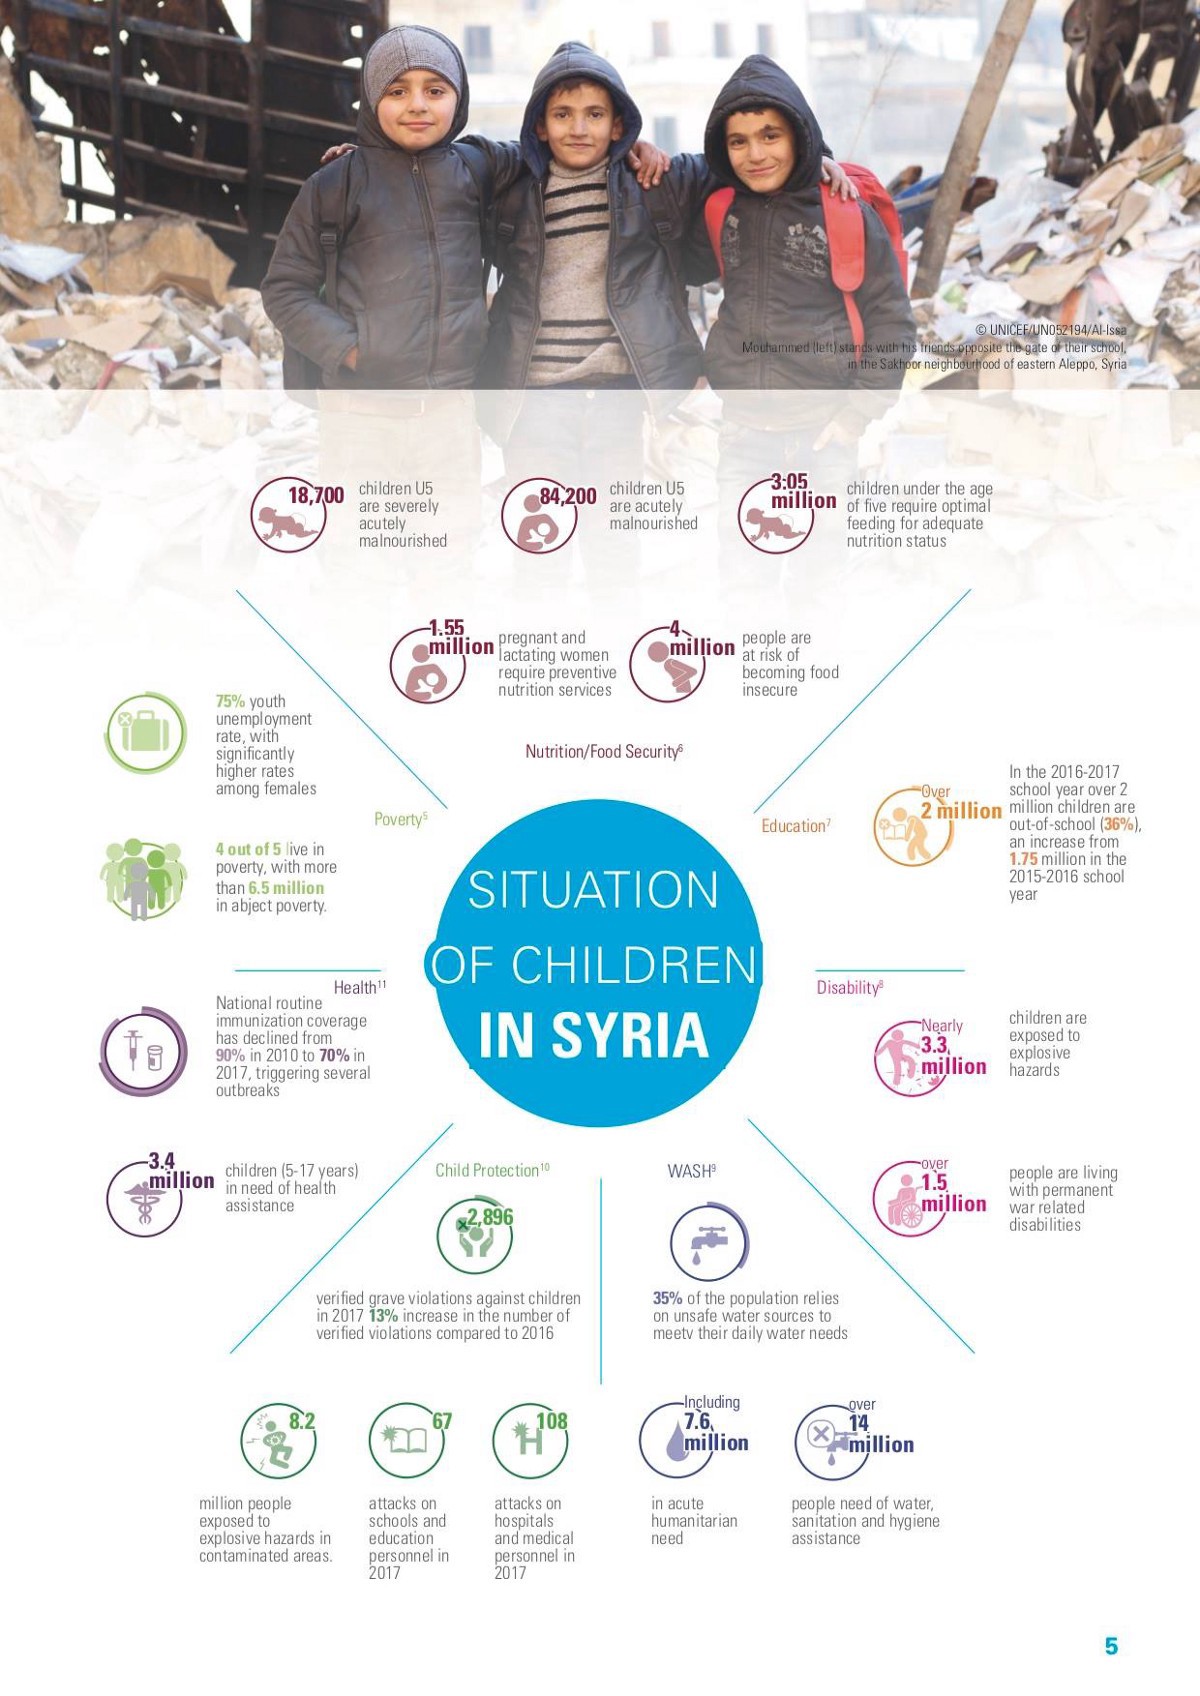 © UNICEF/UN052194/Al-Issa
Mouhammed (left) stands with his friends opposite the gate of their school,
in the Sakhoor neighbourhood of eastern Aleppo, Syria
18,700
children U5
are severely
acutely
malnourished
84,200
children U5
are acutely
malnourished
3.05
million
children under the age
of five require optimal
feeding for adequate
nutrition status
1.55
million
pregnant and
lactating women
require preventive
nutrition services
4
million
people are
at risk of
becoming food
insecure
Nutrition/Food Security⁶
75% youth
unemployment
rate, with
significantly
higher rates
among females
Poverty⁵
4 out of 5 live in
poverty, with more
than 6.5 million
in abject poverty.
Education⁷
Over
2 million
In the 2016-2017
school year over 2
million children are
out-of-school (36%),
an increase from
1.75 million in the
2015-2016 school
year
SITUATION
OF CHILDREN
IN SYRIA
Health¹¹
National routine
immunization coverage
has declined from
90% in 2010 to 70% in
2017, triggering several
outbreaks
3.4
million
children (5-17 years)
in need of health
assistance
Disability⁸
Nearly
3.3
million
children are
exposed to
explosive
hazards
over
1.5
million
people are living
with permanent
war related
disabilities
Child Protection¹⁰
2,896
verified grave violations against children
in 2017 13% increase in the number of
verified violations compared to 2016
WASH⁹
35% of the population relies
on unsafe water sources to
meetv their daily water needs
8.2
million people
exposed to
explosive hazards in
contaminated areas.
67
attacks on
schools and
education
personnel in
2017
H
108
attacks on
hospitals
and medical
personnel in
2017
Including
7.6
million
in acute
humanitarian
need
over
14
million
people need of water,
sanitation and hygiene
assistance
5